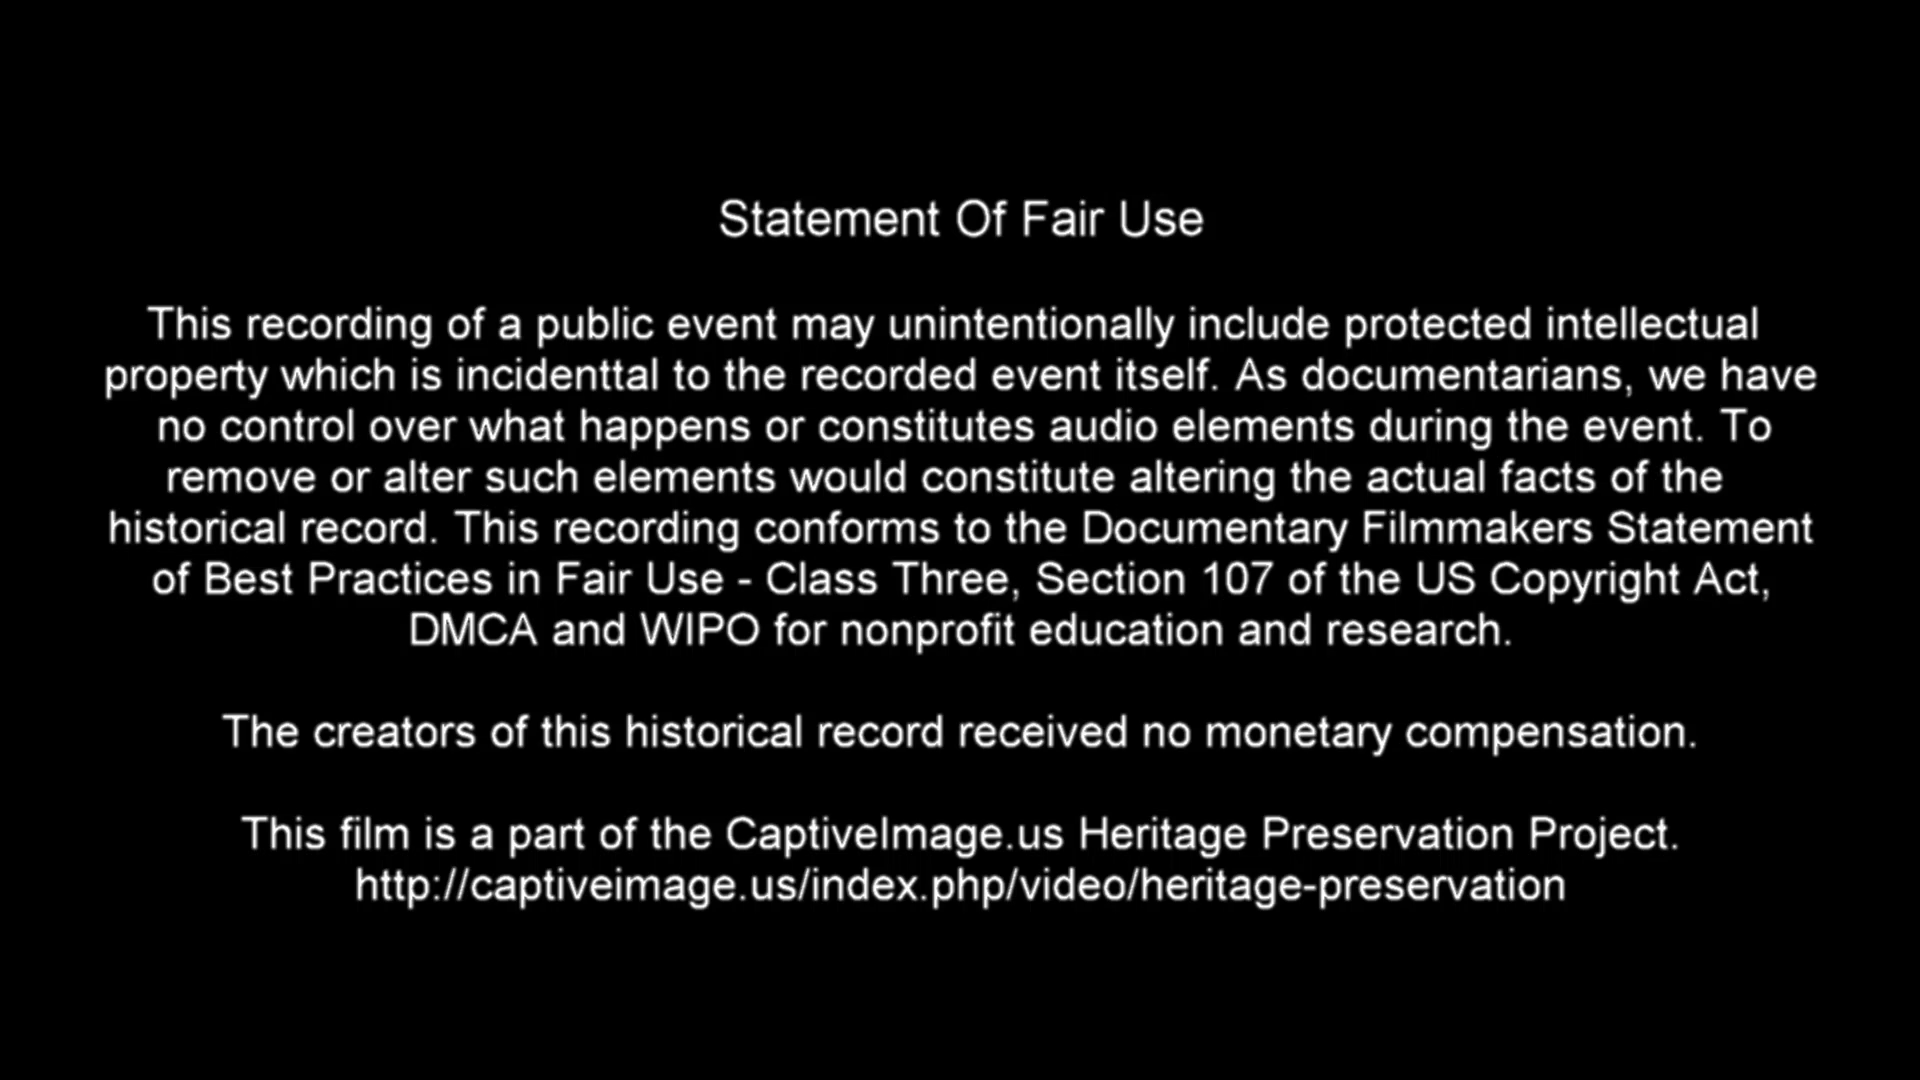 Statement Of Fair Use
This recording of a public event may unintentionally include protected intellectual
property which is incidenttal to the recorded event itself. As documentarians, we have
no control over what happens or constitutes audio elements during the event. To
remove or alter such elements would constitute altering the actual facts of the
historical record. This recording conforms to the Documentary Filmmakers Statement
of Best Practices in Fair Use - Class Three, Section 107 of the US Copyright Act,
DMCA and WIPO for nonprofit education and research.
The creators of this historical record received no monetary compensation.
This film is a part of the CaptiveImage.us Heritage Preservation Project.
http://captiveimage.us/index.php/video/heritage-preservation